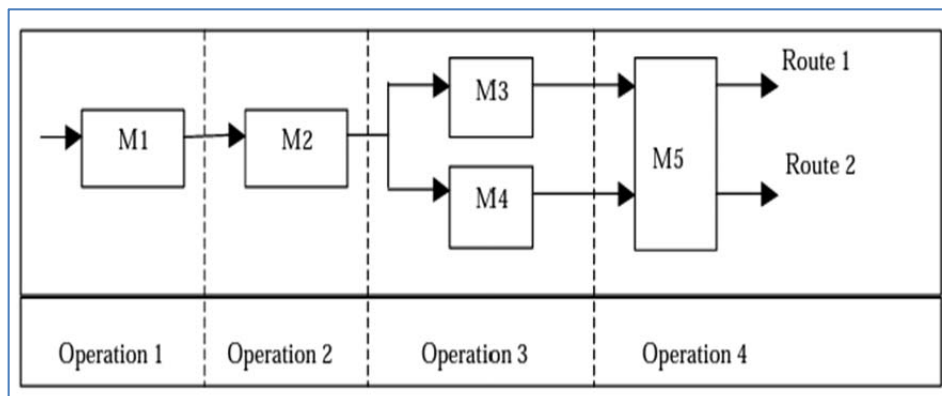 Route 1
M3
M1
M2
M5
Route 2
M4
Operation 1
Operation 2
Operation 3
Operation 4